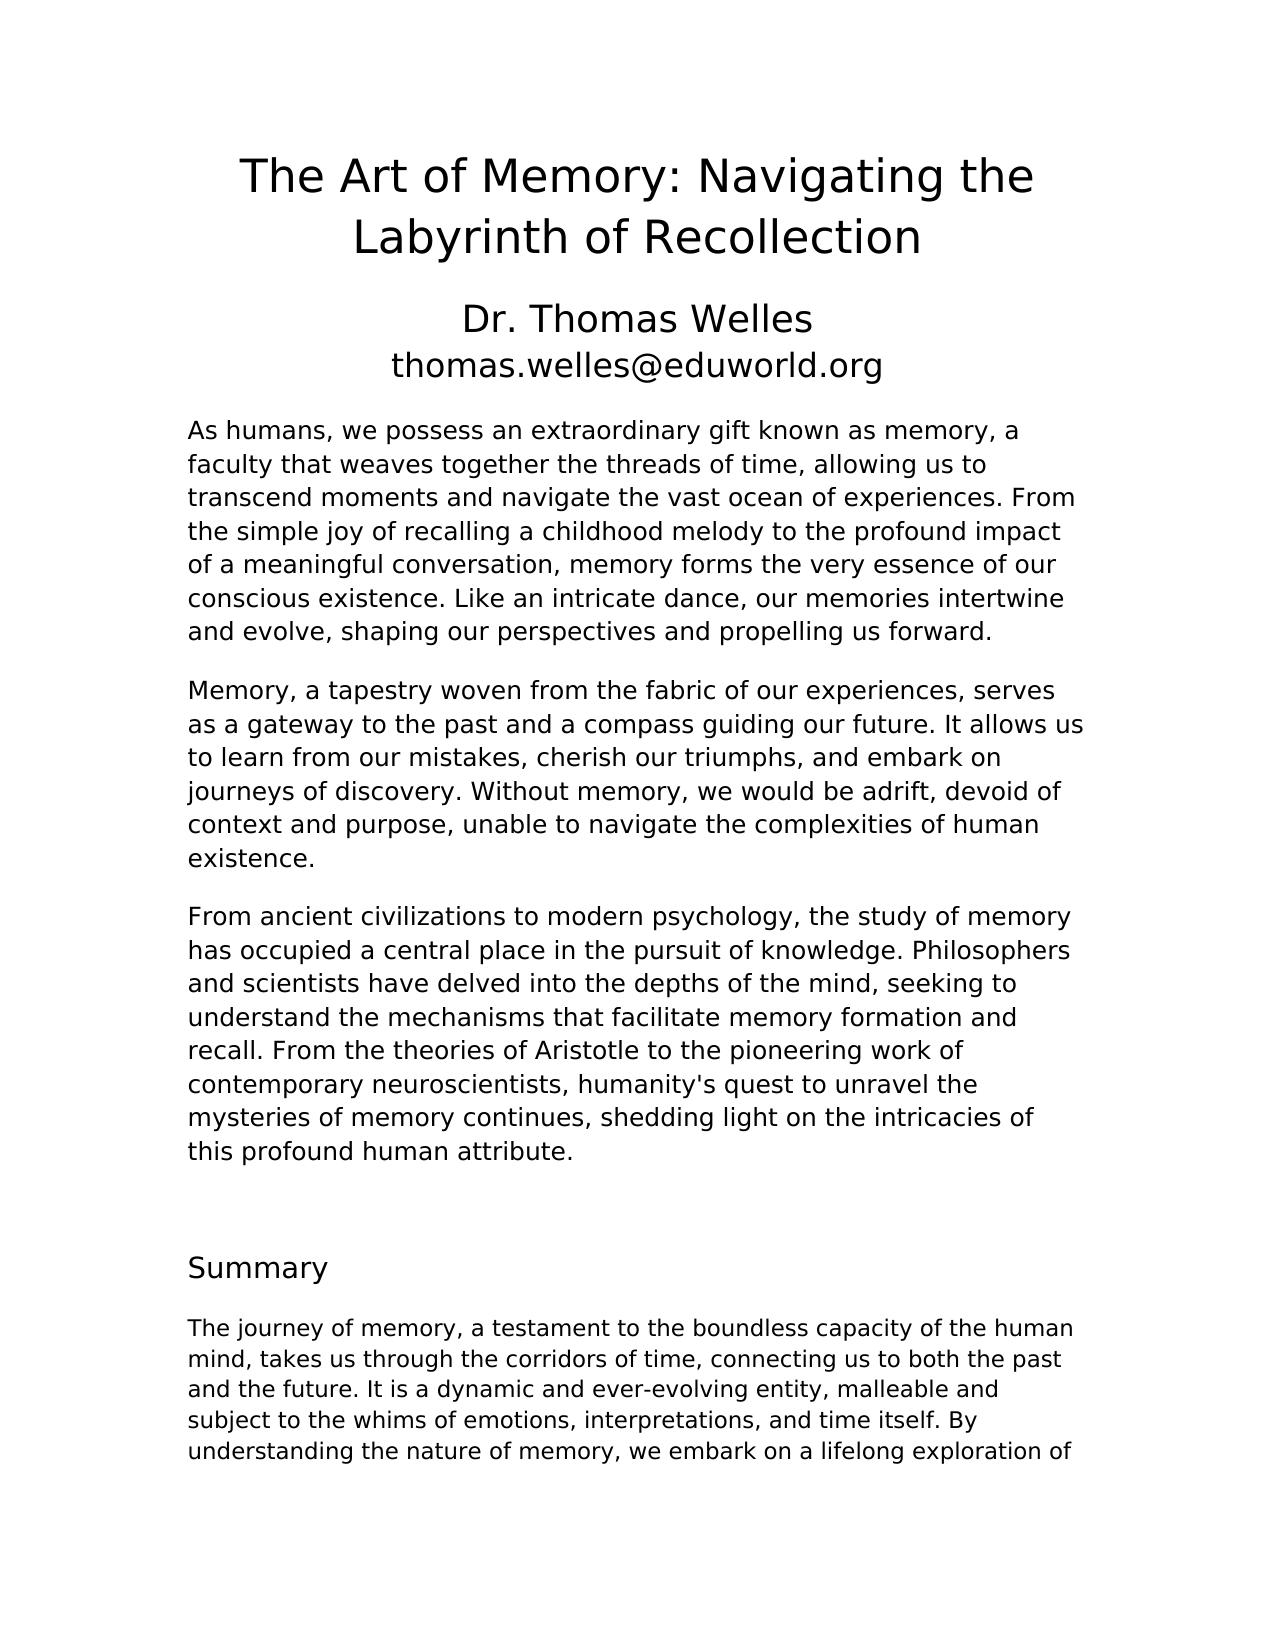 The Art of Memory: Navigating the
Labyrinth of Recollection
Dr. Thomas Welles
thomas.welles@eduworld.org
As humans, we possess an extraordinary gift known as memory, a
faculty that weaves together the threads of time, allowing us to
transcend moments and navigate the vast ocean of experiences. From
the simple joy of recalling a childhood melody to the profound impact
of a meaningful conversation, memory forms the very essence of our
conscious existence. Like an intricate dance, our memories intertwine
and evolve, shaping our perspectives and propelling us forward.
Memory, a tapestry woven from the fabric of our experiences, serves
as a gateway to the past and a compass guiding our future. It allows us
to learn from our mistakes, cherish our triumphs, and embark on
journeys of discovery. Without memory, we would be adrift, devoid of
context and purpose, unable to navigate the complexities of human
existence.
From ancient civilizations to modern psychology, the study of memory
has occupied a central place in the pursuit of knowledge. Philosophers
and scientists have delved into the depths of the mind, seeking to
understand the mechanisms that facilitate memory formation and
recall. From the theories of Aristotle to the pioneering work of
contemporary neuroscientists, humanity's quest to unravel the
mysteries of memory continues, shedding light on the intricacies of
this profound human attribute.
Summary
The journey of memory, a testament to the boundless capacity of the human
mind, takes us through the corridors of time, connecting us to both the past
and the future. It is a dynamic and ever-evolving entity, malleable and
subject to the whims of emotions, interpretations, and time itself. By
understanding the nature of memory, we embark on a lifelong exploration of